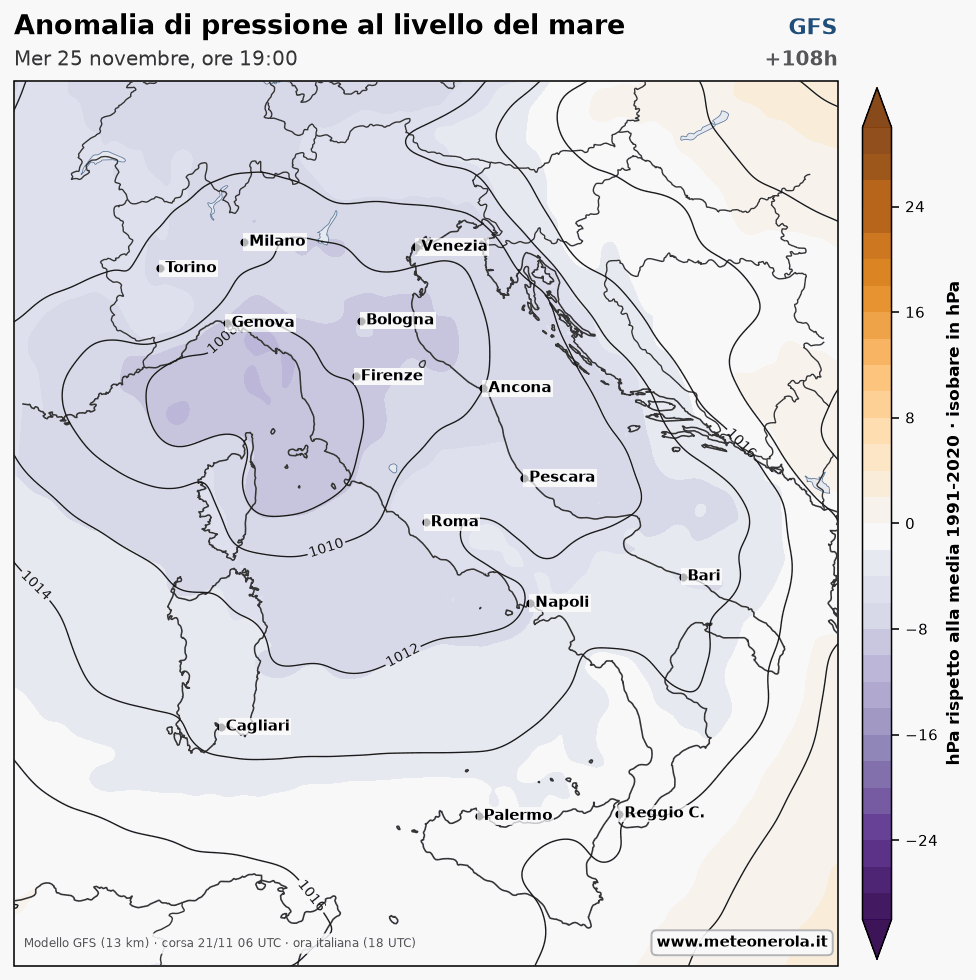 Anomalia di pressione al livello del mare
GFS
Mer 25 novembre, ore 19:00
+108h
Milano
Venezia
Torino
Genova
Bologna
1008
Firenze
Ancona
1016
Pescara
Roma
1010
1014
Bari
Napoli
1012
Cagliari
Palermo
Reggio C.
1016
Modello GFS (13 km) · corsa 21/11 06 UTC · ora italiana (18 UTC)
www.meteonerola.it
24
16
8
0
−8
−16
−24
hPa rispetto alla media 1991-2020 · isobare in hPa